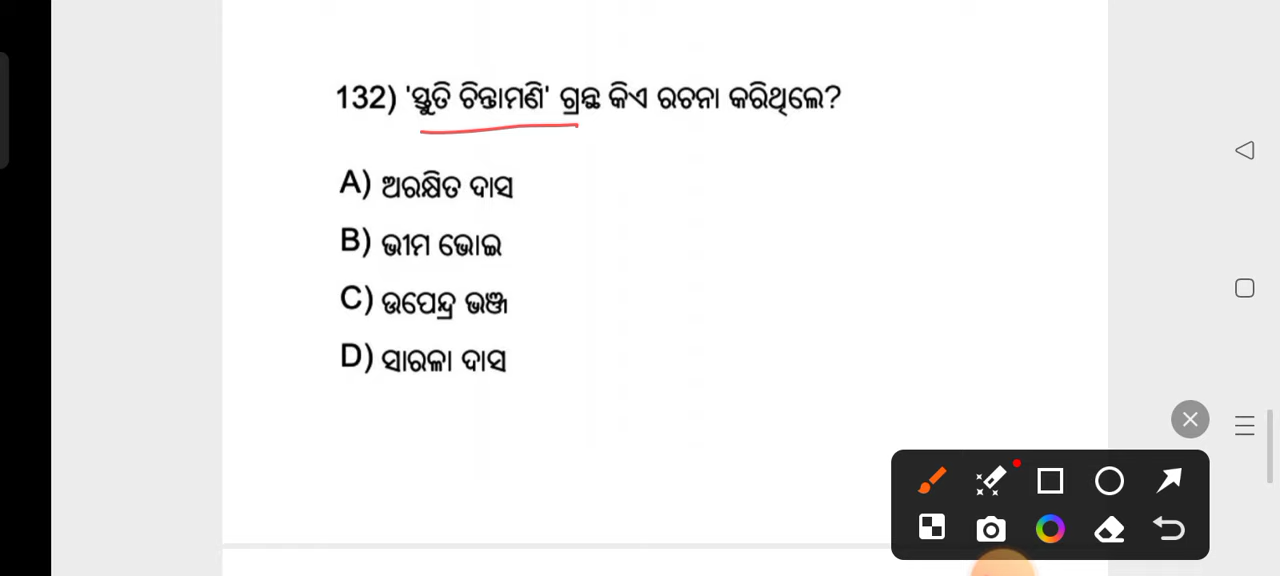 132) 'ସ୍ତୁତି ଚିନ୍ତାମଣି' ଗ୍ରନ୍ଥ କିଏ ରଚନା କରିଥିଲେ?
A) ଅରକ୍ଷିତ ଦାସ
B) ଭୀମ ଭୋଇ
C) ଉପେନ୍ଦ୍ର ଭଞ୍ଜ
D) ସାରଳା ଦାସ